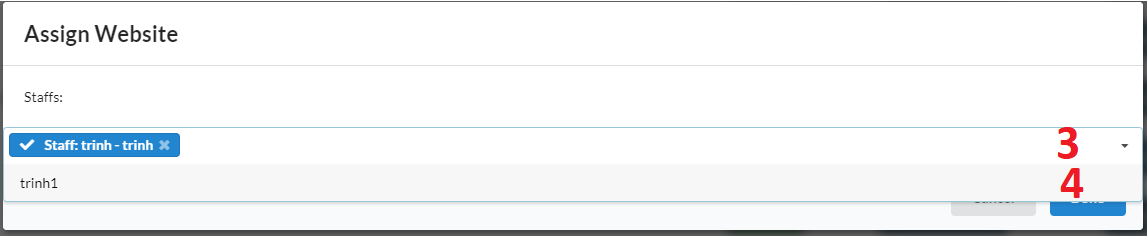 Assign Website
Staffs:
Staff: trinh - trinh
3
trinh1
4